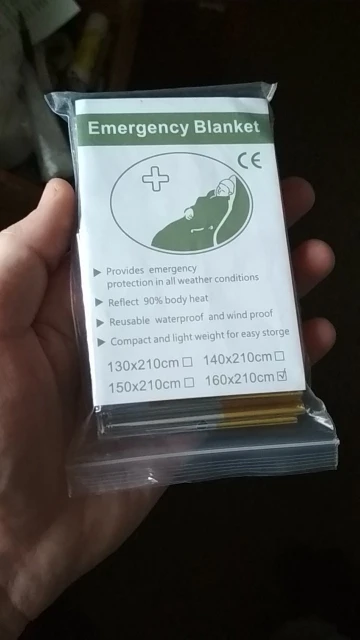 Emergency Blanket
CE
▶ Provides emergency
protection in all weather conditions
▶ Reflect 90% body heat
▶ Reusable waterproof and wind proof
▶ Compact and light weight for easy storge
130x210cm☐ 140x210cm☐
150x210cm☐ 160x210cm☑